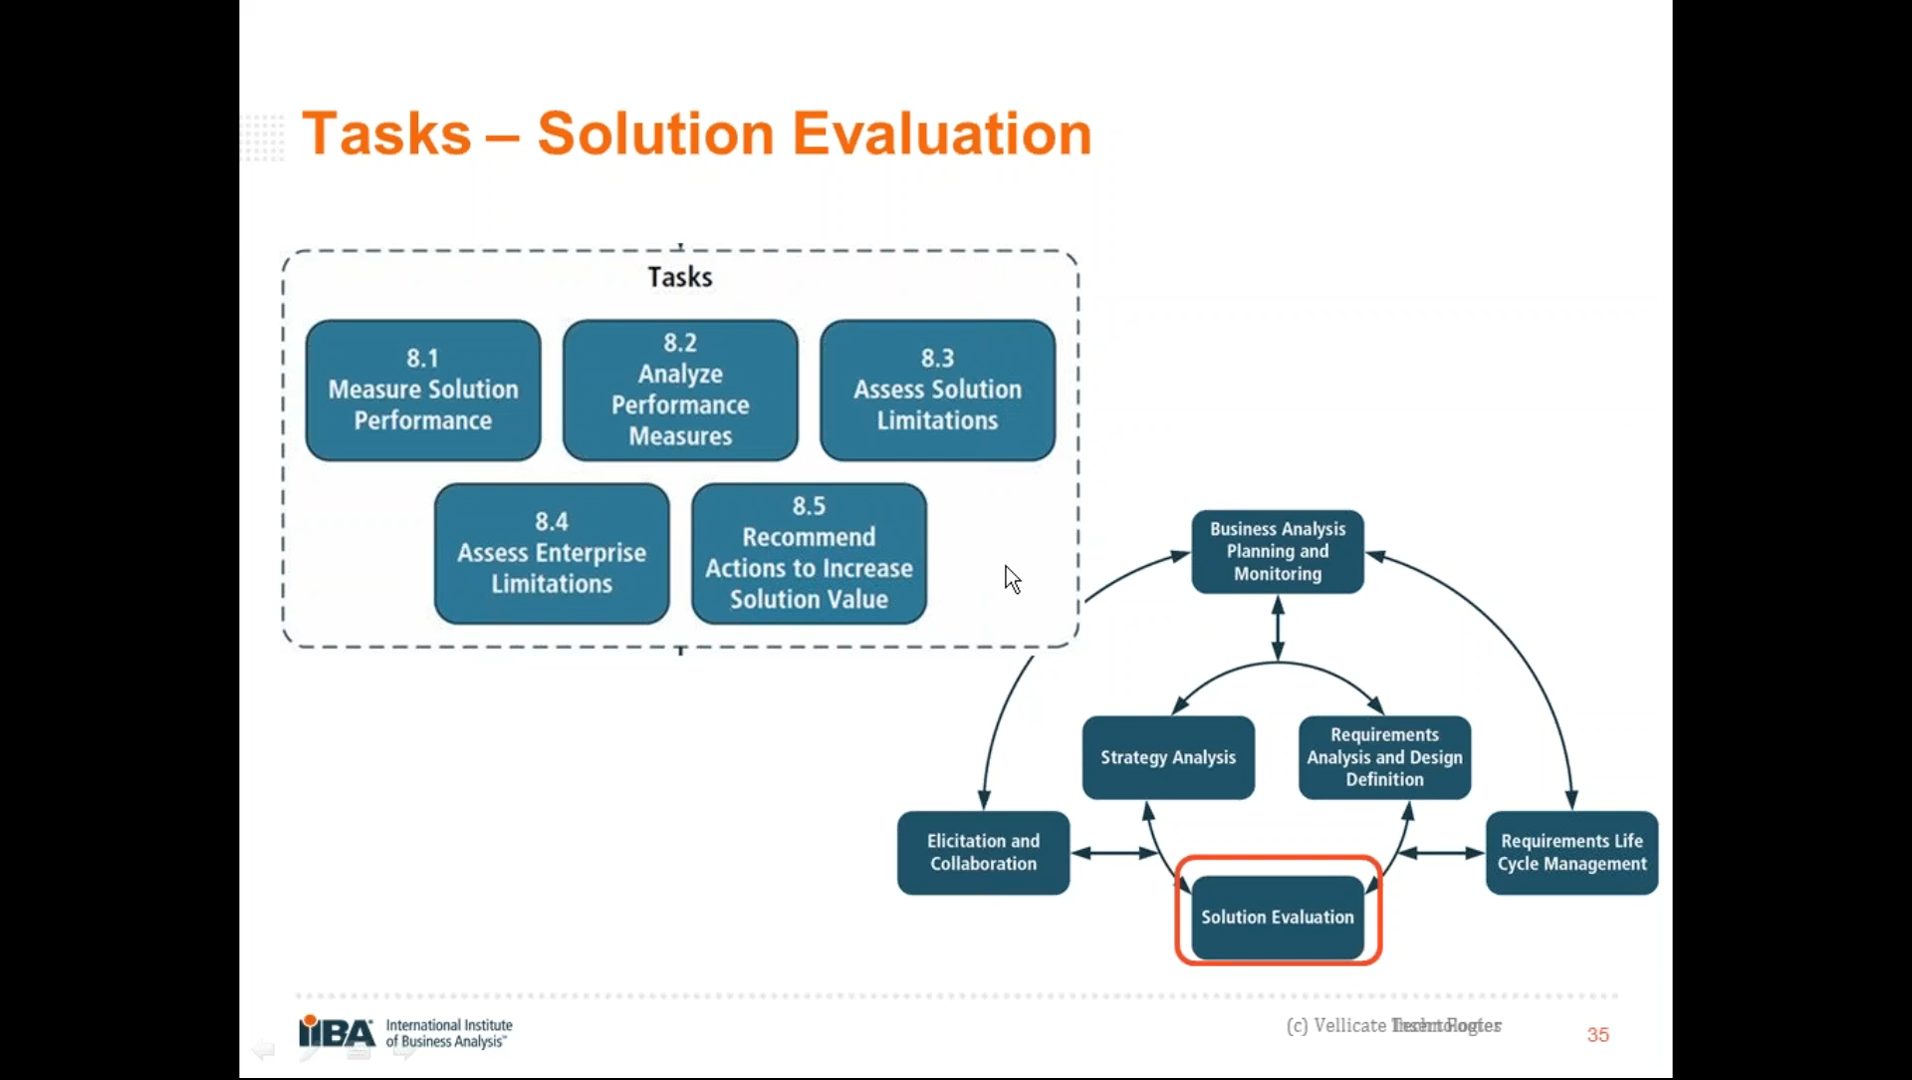 Tasks – Solution Evaluation
Tasks
8.1
Measure Solution
Performance
8.2
Analyze
Performance
Measures
8.3
Assess Solution
Limitations
8.4
Assess Enterprise
Limitations
8.5
Recommend
Actions to Increase
Solution Value
Business Analysis
Planning and
Monitoring
Strategy Analysis
Requirements
Analysis and Design
Definition
Elicitation and
Collaboration
Requirements Life
Cycle Management
Solution Evaluation
IIBA
International Institute
of Business Analysis™
(c) Vellicate
35